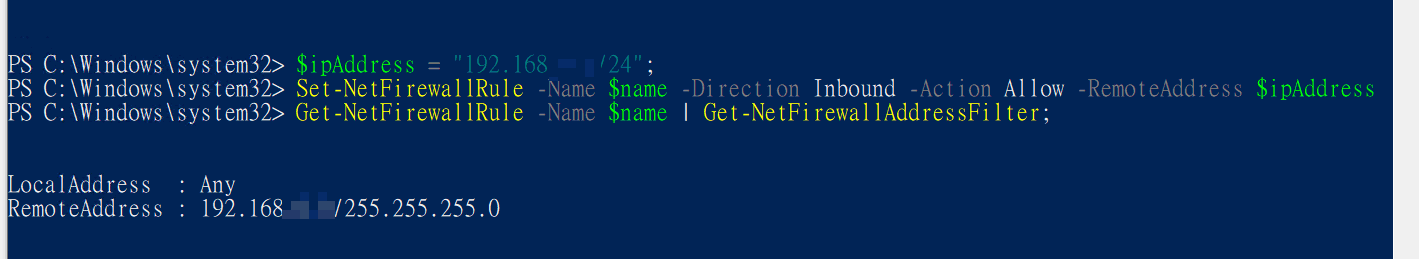 PS C:\Windows\system32> $ipAddress = "192.168 /24";
PS C:\Windows\system32> Set-NetFirewallRule -Name $name -Direction Inbound -Action Allow -RemoteAddress $ipAddress
PS C:\Windows\system32> Get-NetFirewallRule -Name $name | Get-NetFirewallAddressFilter;
LocalAddress : Any
RemoteAddress : 192.168 /255.255.255.0